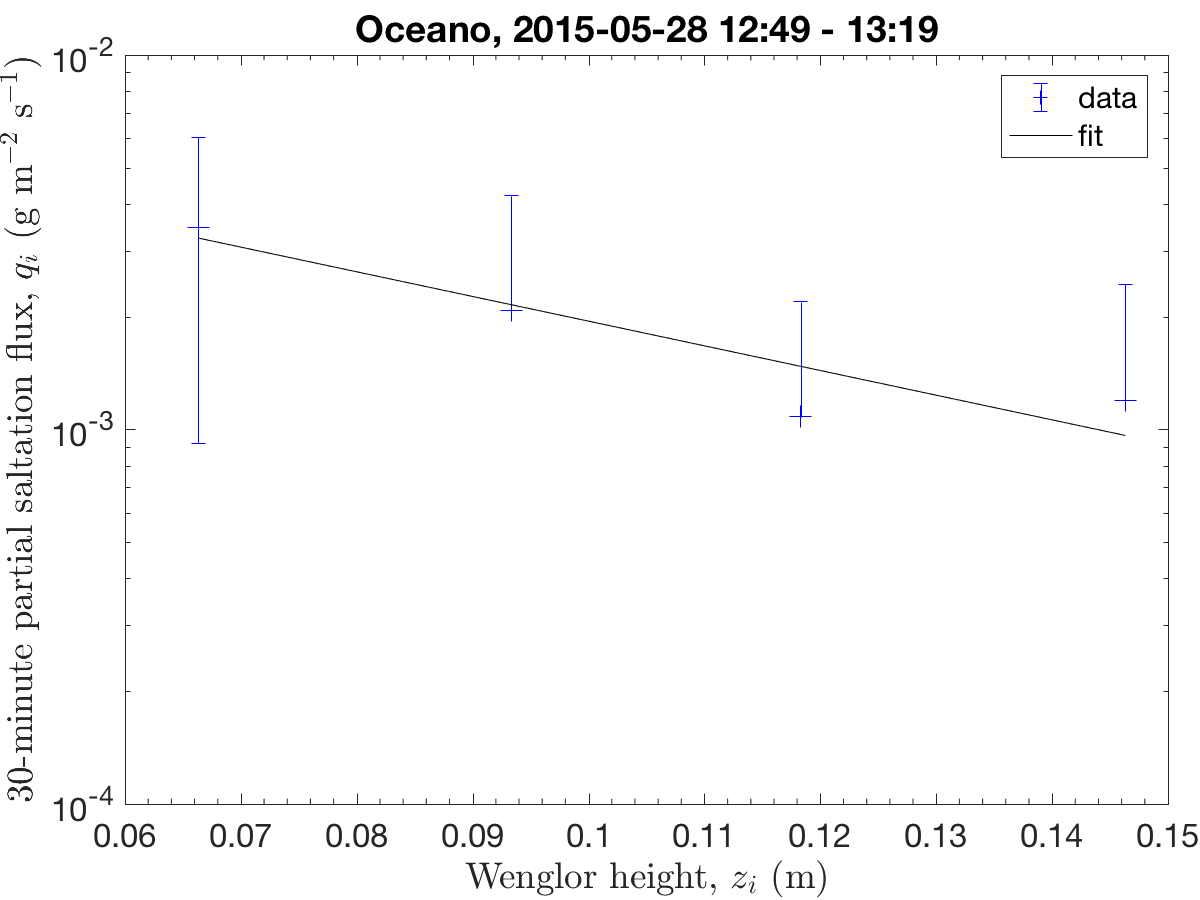 Oceano, 2015-05-28 12:49 - 13:19
data
fit
30-minute partial saltation flux, q_i (g m^−2 s^−1)
10^-2
10^-3
10^-4
0.06 0.07 0.08 0.09 0.1 0.11 0.12 0.13 0.14 0.15
Wenglor height, z_i (m)